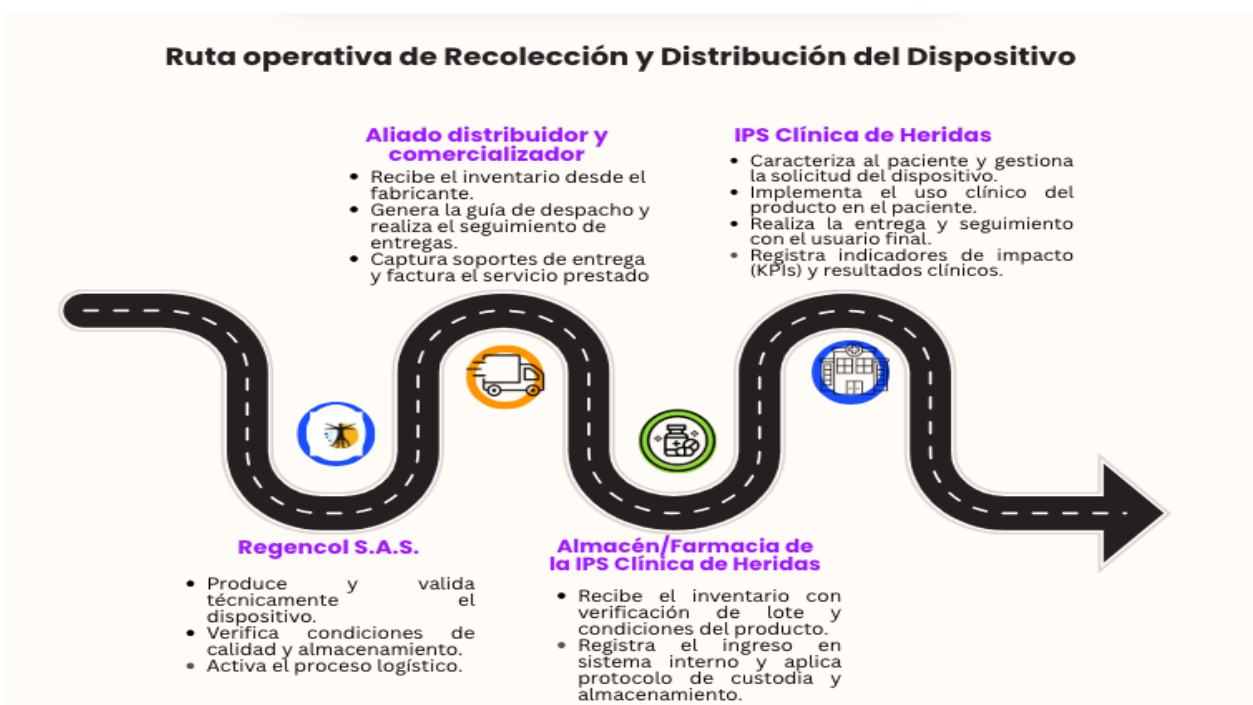 Ruta operativa de Recolección y Distribución del Dispositivo
Aliado distribuidor y
comercializador
• Recibe el inventario desde el
fabricante.
• Genera la guía de despacho y
realiza el seguimiento de
entregas.
• Captura soportes de entrega
y factura el servicio prestado
IPS Clínica de Heridas
• Caracteriza al paciente y gestiona
la solicitud del dispositivo.
• Implementa el uso clínico del
producto en el paciente.
• Realiza la entrega y seguimiento
con el usuario final.
• Registra indicadores de impacto
(KPIs) y resultados clínicos.
Regencol S.A.S.
• Produce y valida
técnicamente el
dispositivo.
• Verifica condiciones de
calidad y almacenamiento.
• Activa el proceso logístico.
Almacén/Farmacia de
la IPS Clínica de Heridas
• Recibe el inventario con
verificación de lote y
condiciones del producto.
• Registra el ingreso en
sistema interno y aplica
protocolo de custodia y
almacenamiento.